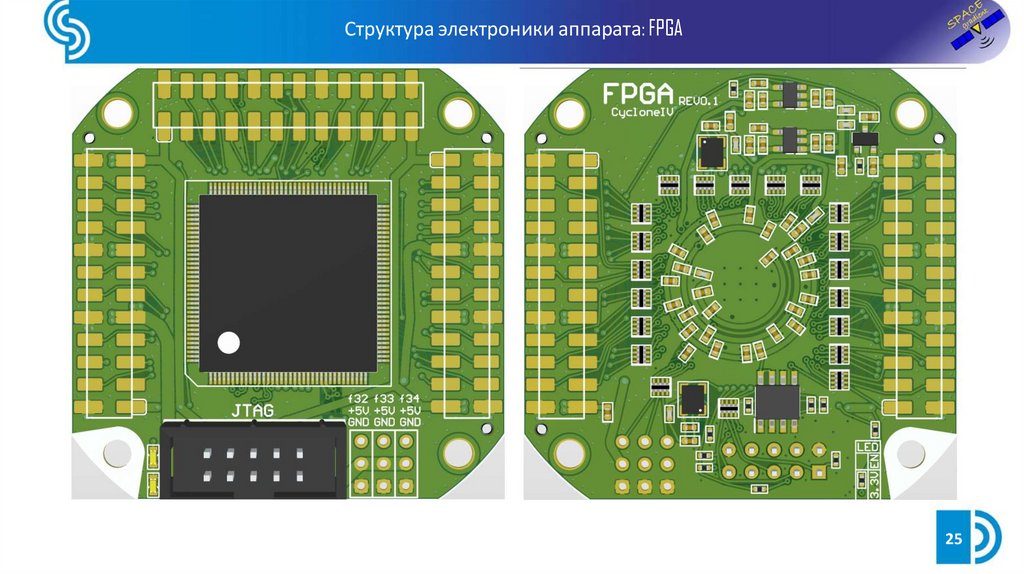 Структура электроники аппарата: FPGA
SPACE
gradient
FPGA REV0.1
CycloneIV
JTAG
f32 f33 f34
+5V +5V +5V
GND GND GND
LED
3.3V EN
25